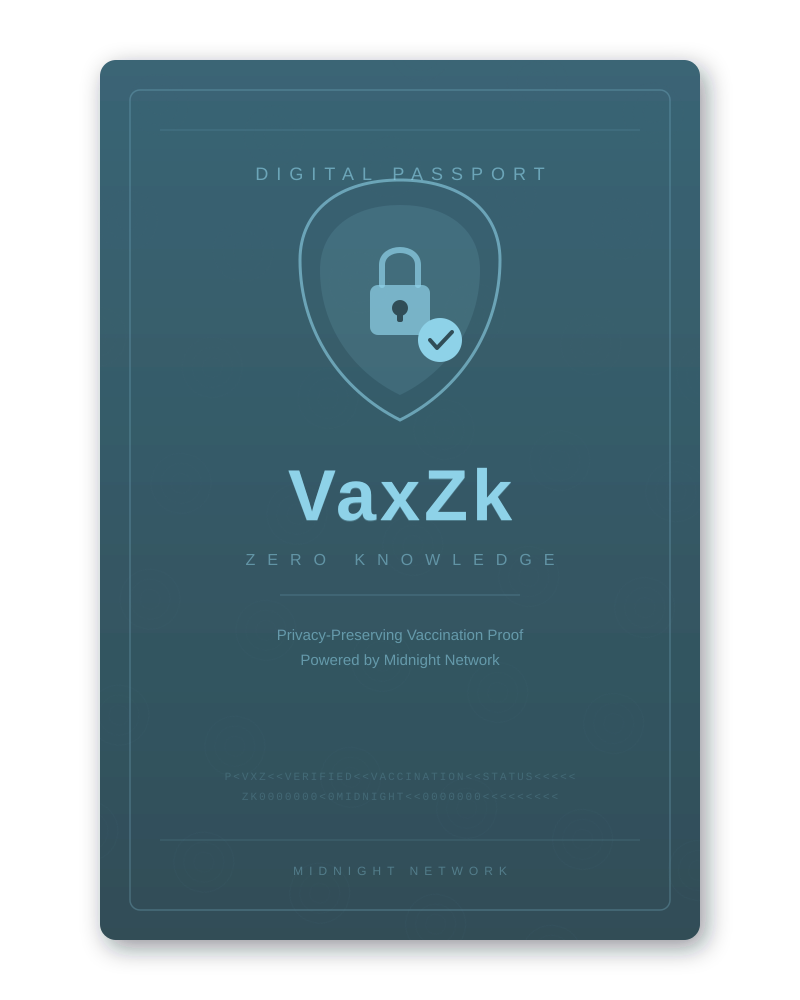 DIGITAL PASSPORT
VaxZk
ZERO KNOWLEDGE
Privacy-Preserving Vaccination Proof
Powered by Midnight Network
P<VXZ<<VERIFIED<<VACCINATION<<STATUS<<<<<
ZK0000000<0MIDNIGHT<<0000000<<<<<<<<<
MIDNIGHT NETWORK